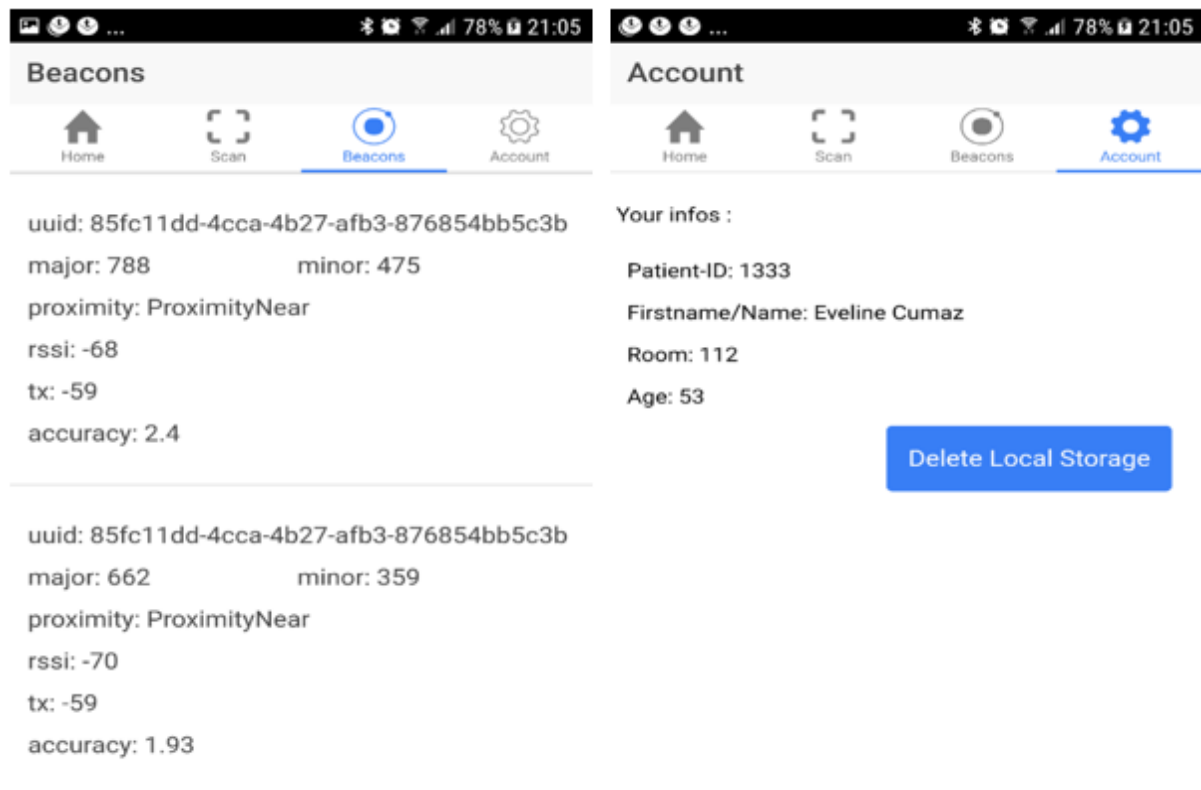 ... 78% 21:05
Beacons
Home Scan Beacons Account
uuid: 85fc11dd-4cca-4b27-afb3-876854bb5c3b
major: 788 minor: 475
proximity: ProximityNear
rssi: -68
tx: -59
accuracy: 2.4
uuid: 85fc11dd-4cca-4b27-afb3-876854bb5c3b
major: 662 minor: 359
proximity: ProximityNear
rssi: -70
tx: -59
accuracy: 1.93
... 78% 21:05
Account
Home Scan Beacons Account
Your infos :
Patient-ID: 1333
Firstname/Name: Eveline Cumaz
Room: 112
Age: 53
Delete Local Storage